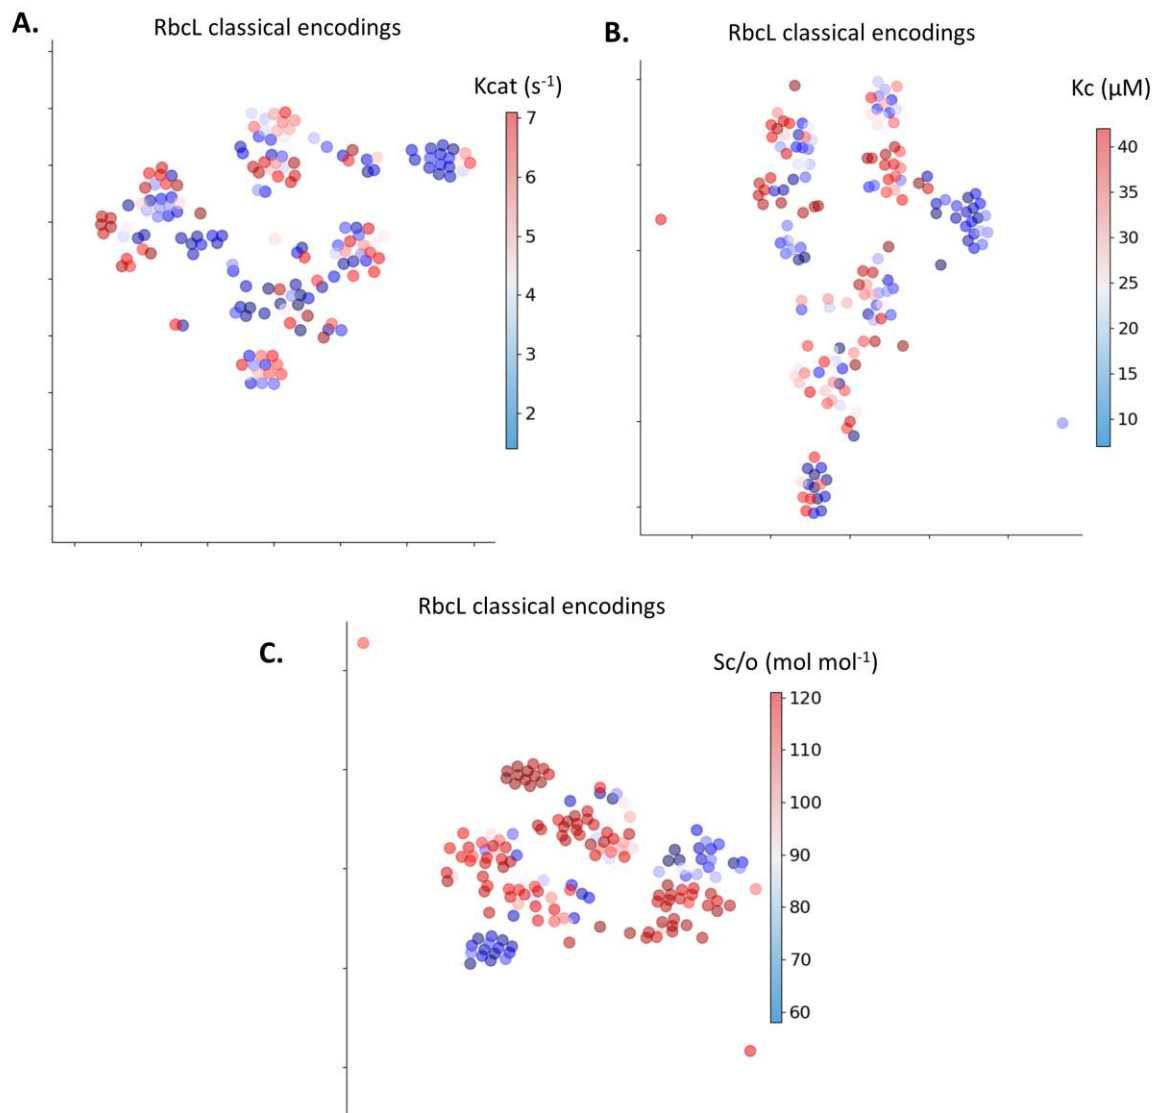 A.
RbcL classical encodings
Kcat (s⁻¹)
7
6
5
4
3
2
B.
RbcL classical encodings
Kc (µM)
40
35
30
25
20
15
10
C.
RbcL classical encodings
Sc/o (mol mol⁻¹)
120
110
100
90
80
70
60